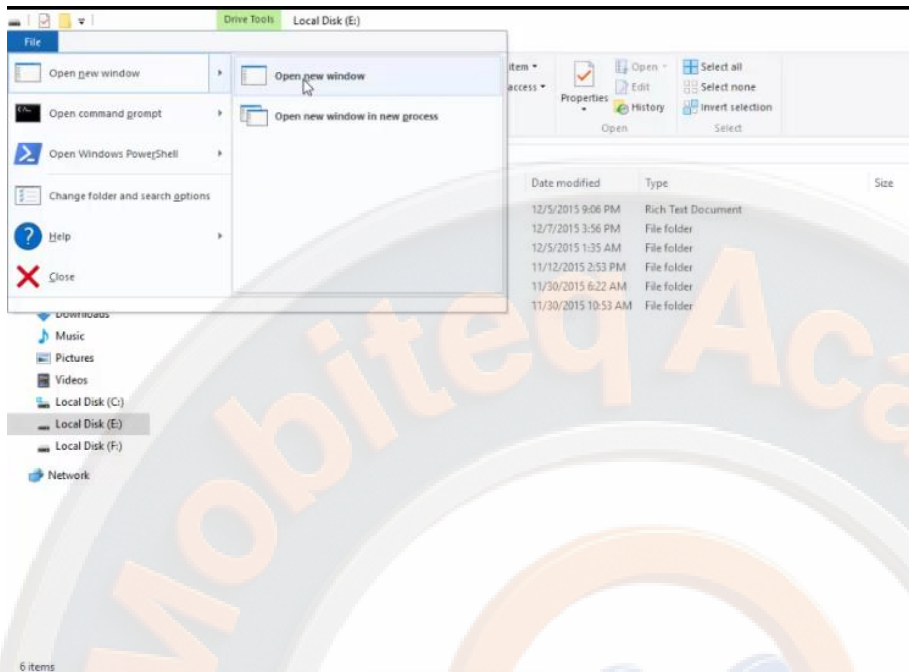 Drive Tools Local Disk (E:)
File
Open new window
Open command prompt
Open Windows PowerShell
Change folder and search options
Help
Close
Open new window
Open new window in new process
item
access
Properties
Open
Edit
History
Open
Select all
Select none
Invert selection
Select
Date modified Type Size
12/5/2015 9:06 PM Rich Text Document
12/7/2015 3:56 PM File folder
12/5/2015 1:35 AM File folder
11/12/2015 2:53 PM File folder
11/30/2015 6:22 AM File folder
11/30/2015 10:53 AM File folder
Downloads
Music
Pictures
Videos
Local Disk (C:)
Local Disk (E:)
Local Disk (F:)
Network
6 items
Mobiteq Aca